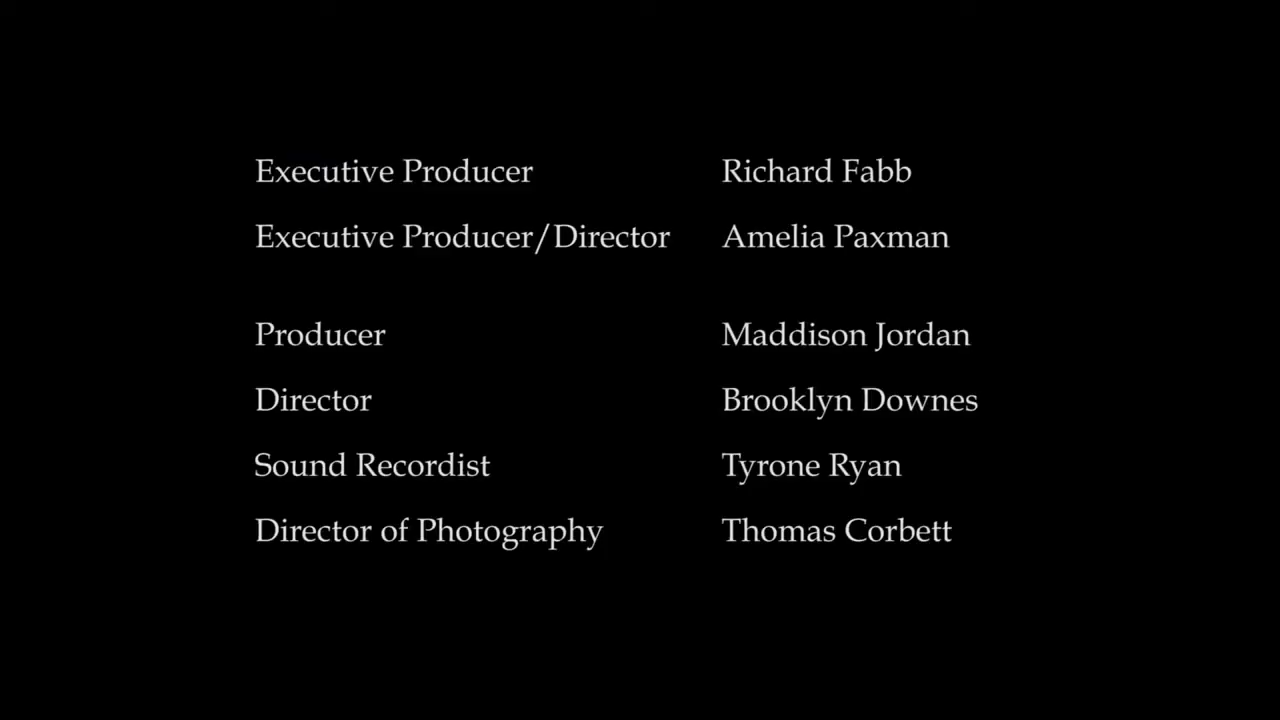 Executive Producer Richard Fabb
Executive Producer/Director Amelia Paxman
Producer Maddison Jordan
Director Brooklyn Downes
Sound Recordist Tyrone Ryan
Director of Photography Thomas Corbett